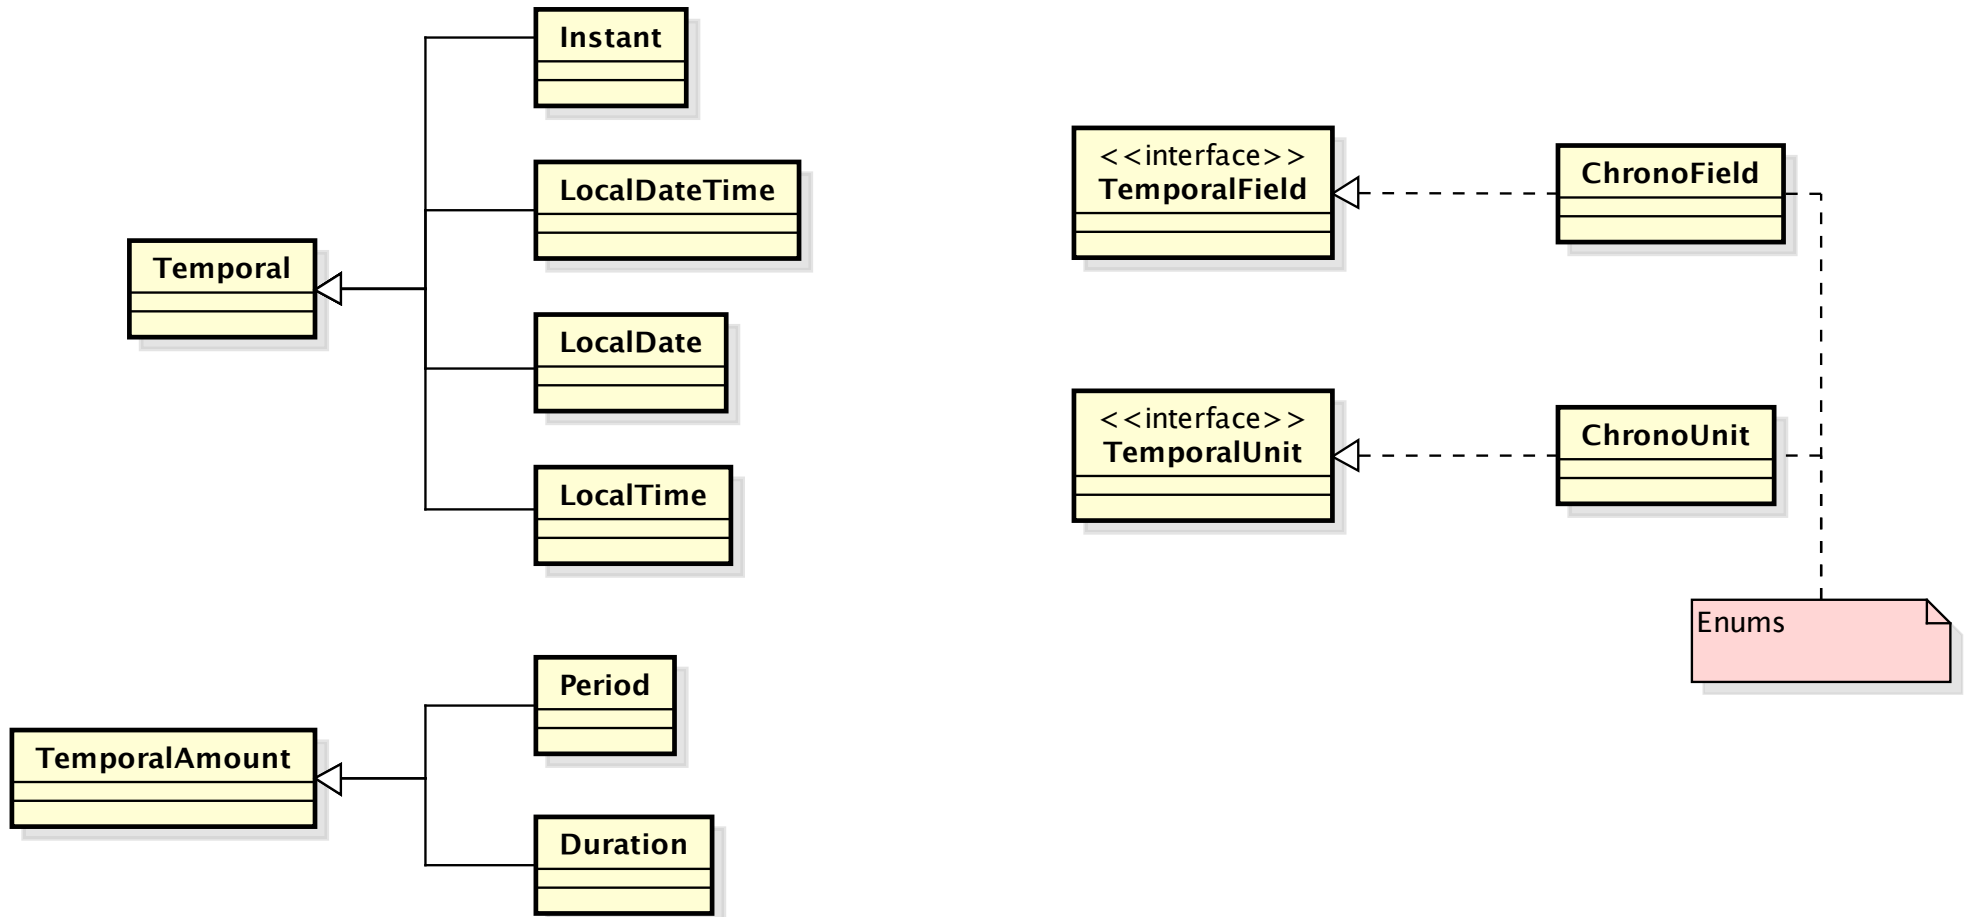 Instant
LocalDateTime
Temporal
LocalDate
LocalTime
Period
TemporalAmount
Duration
<<interface>>
TemporalField
ChronoField
<<interface>>
TemporalUnit
ChronoUnit
Enums